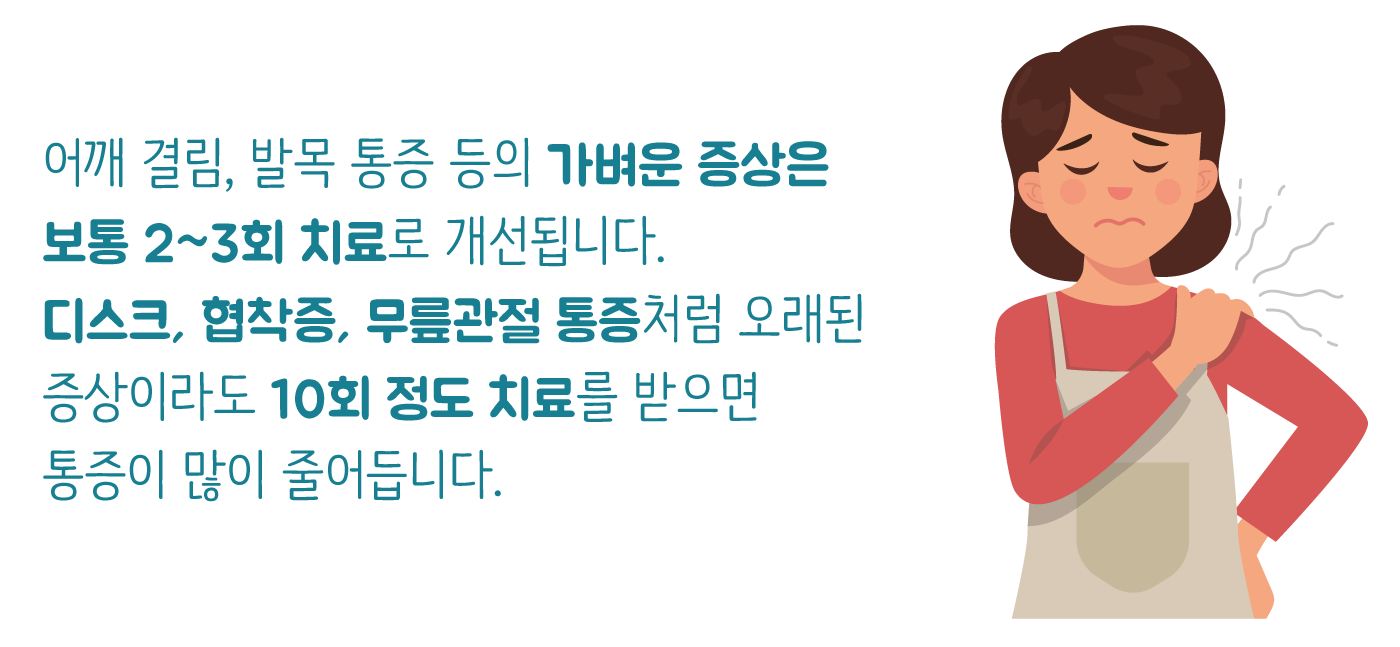 어깨 결림, 발목 통증 등의 가벼운 증상은
보통 2~3회 치료로 개선됩니다.
디스크, 협착증, 무릎관절 통증처럼 오래된
증상이라도 10회 정도 치료를 받으면
통증이 많이 줄어듭니다.